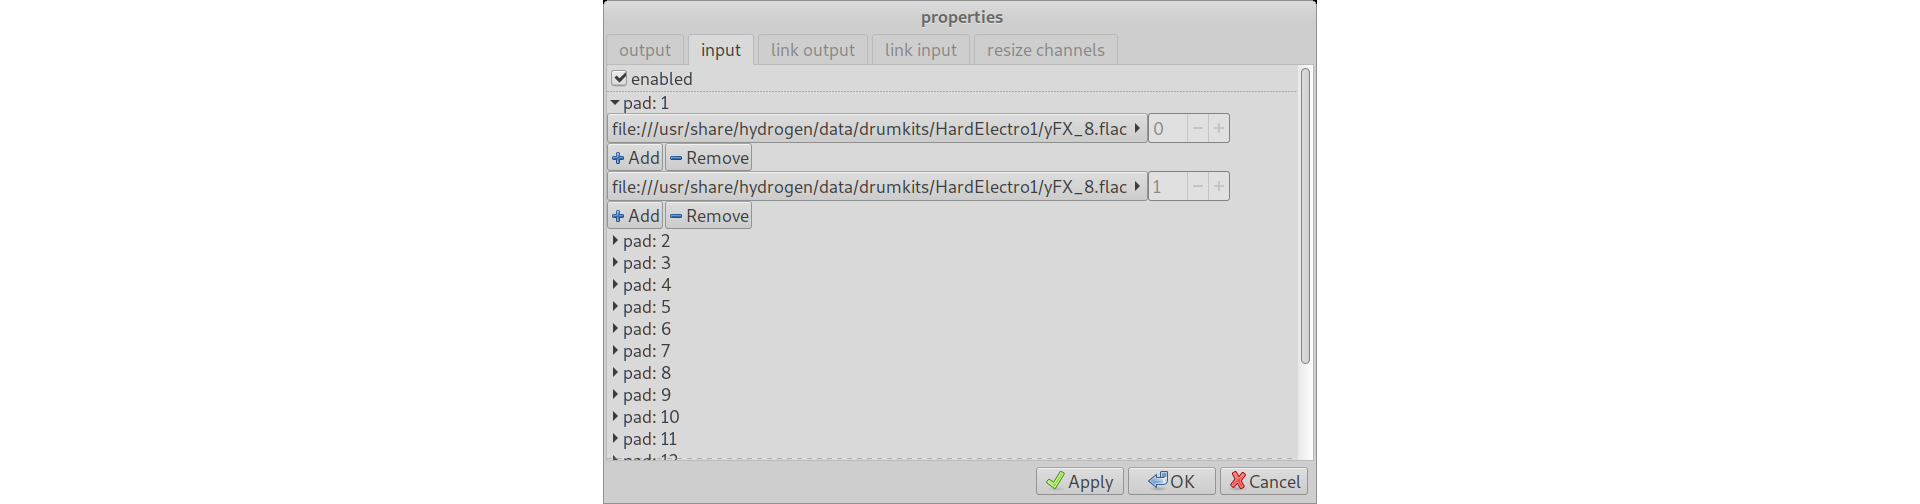 properties
output input link output link input resize channels
enabled
pad: 1
file:///usr/share/hydrogen/data/drumkits/HardElectro1/yFX_8.flac 0
Add Remove
file:///usr/share/hydrogen/data/drumkits/HardElectro1/yFX_8.flac 1
Add Remove
pad: 2
pad: 3
pad: 4
pad: 5
pad: 6
pad: 7
pad: 8
pad: 9
pad: 10
pad: 11
Apply OK Cancel